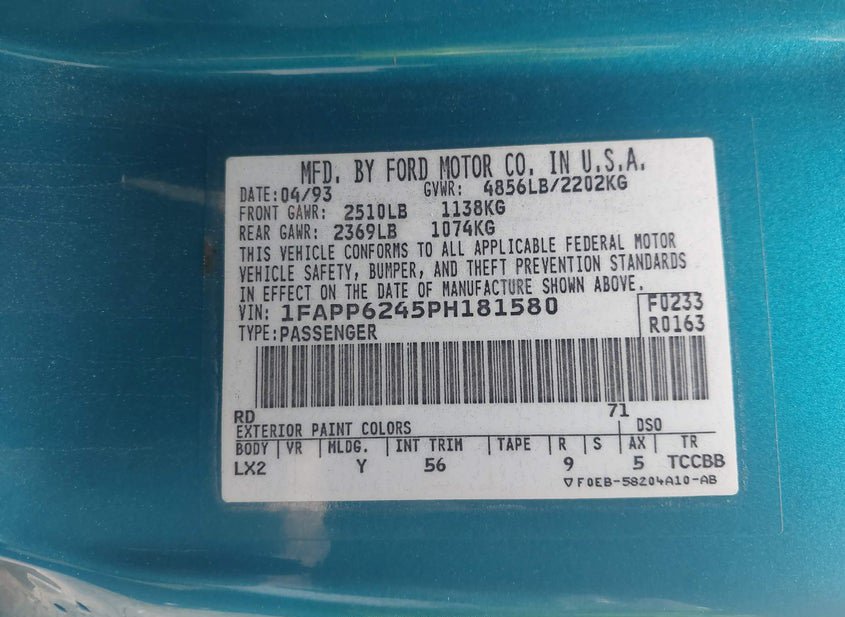 MFD. BY FORD MOTOR CO. IN U.S.A.
DATE:04/93 GVWR: 4856LB/2202KG
FRONT GAWR: 2510LB 1138KG
REAR GAWR: 2369LB 1074KG
THIS VEHICLE CONFORMS TO ALL APPLICABLE FEDERAL MOTOR
VEHICLE SAFETY, BUMPER, AND THEFT PREVENTION STANDARDS
IN EFFECT ON THE DATE OF MANUFACTURE SHOWN ABOVE.
VIN: 1FAPP6245PH181580 F0233
TYPE:PASSENGER R0163
RD 71
EXTERIOR PAINT COLORS DSO
BODY VR MLDG. INT TRIM TAPE R S AX TR
LX2 Y 56 9 5 TCCBB
▽F0EB-58204A10-AB